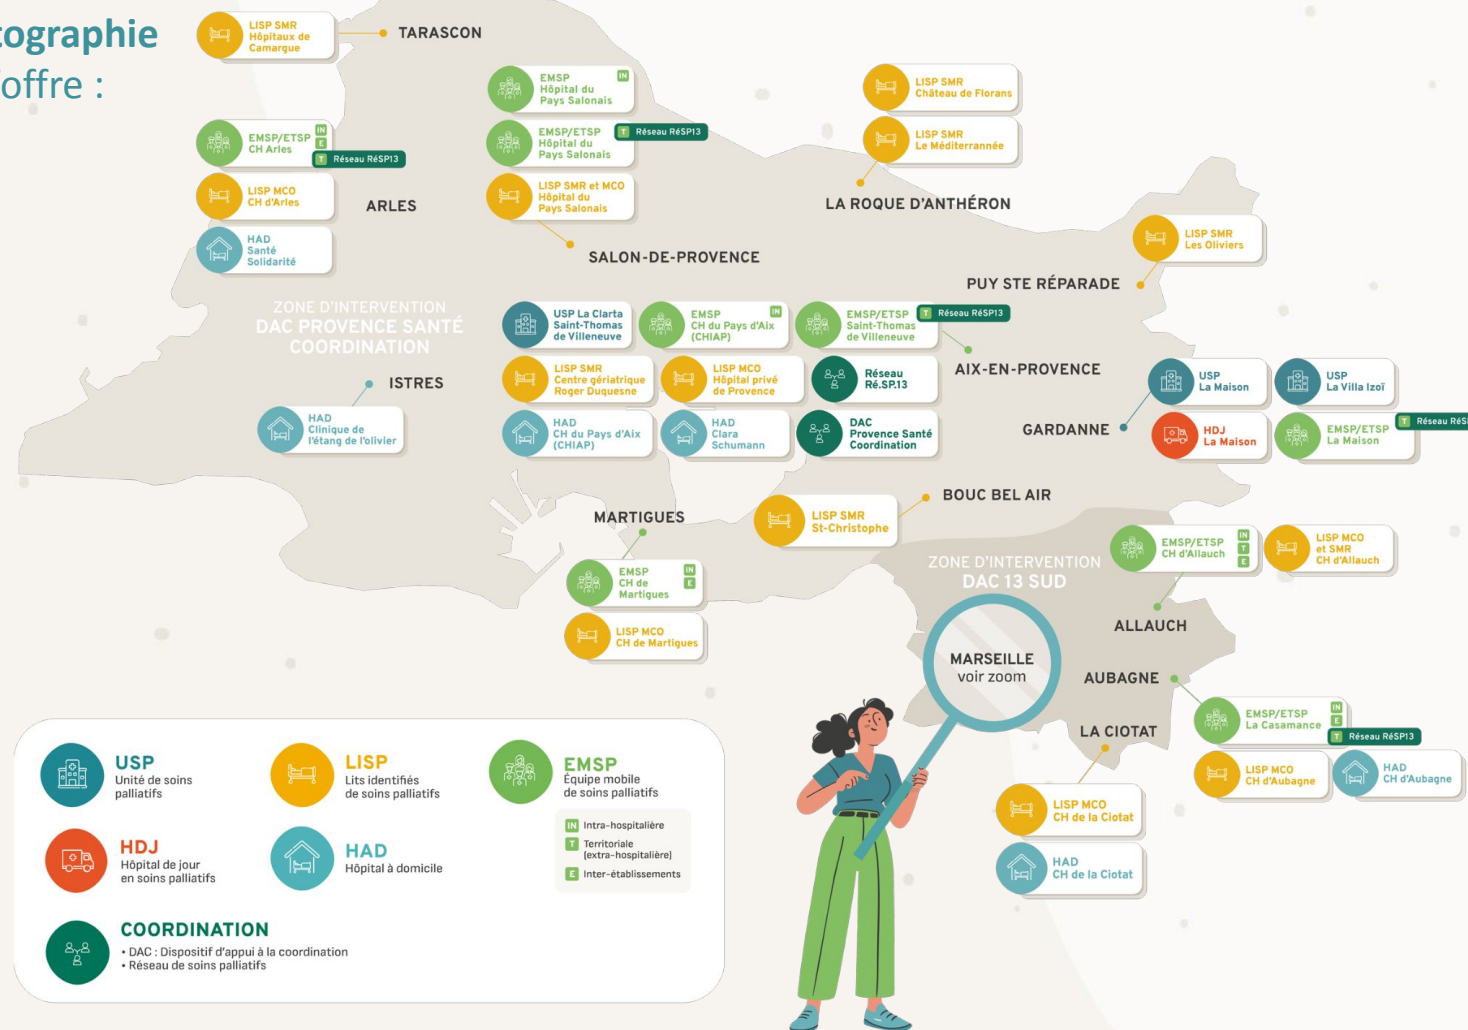 tographie
offre :
LISP SMR
Hôpitaux de
Camargue
TARASCON
EMSP/ETSP
CH Arles
IN
E
T Réseau RéSP13
LISP MCO
CH d'Arles
HAD
Santé
Solidarité
ARLES
EMSP
Hôpital du
Pays Salonais
IN
EMSP/ETSP
Hôpital du
Pays Salonais
T Réseau RéSP13
LISP SMR et MCO
Hôpital du
Pays Salonais
SALON-DE-PROVENCE
LISP SMR
Château de Florans
LISP SMR
Le Méditerrannée
LA ROQUE D'ANTHÉRON
LISP SMR
Les Oliviers
PUY STE RÉPARADE
ZONE D'INTERVENTION
DAC PROVENCE SANTÉ
COORDINATION
ISTRES
HAD
Clinique de
l'étang de l'olivier
USP La Clarta
Saint-Thomas
de Villeneuve
EMSP
CH du Pays d'Aix
(CHIAP)
IN
EMSP/ETSP
Saint-Thomas
de Villeneuve
T Réseau RéSP13
LISP SMR
Centre gériatrique
Roger Duquesne
LISP MCO
Hôpital privé
de Provence
Réseau
Ré.SP.13
HAD
CH du Pays d'Aix
(CHIAP)
HAD
Clara
Schumann
DAC
Provence Santé
Coordination
AIX-EN-PROVENCE
USP
La Maison
USP
La Villa Izoï
HDJ
La Maison
EMSP/ETSP
La Maison
T Réseau RéS
GARDANNE
BOUC BEL AIR
LISP SMR
St-Christophe
MARTIGUES
EMSP
CH de
Martigues
IN
E
LISP MCO
CH de Martigues
ZONE D'INTERVENTION
DAC 13 SUD
EMSP/ETSP
CH d'Allauch
IN
T
E
LISP MCO
et SMR
CH d'Allauch
ALLAUCH
MARSEILLE
voir zoom
AUBAGNE
EMSP/ETSP
La Casamance
IN
E
T Réseau RéSP13
LISP MCO
CH d'Aubagne
HAD
CH d'Aubagne
LA CIOTAT
LISP MCO
CH de la Ciotat
HAD
CH de la Ciotat
USP
Unité de soins
palliatifs
LISP
Lits identifiés
de soins palliatifs
EMSP
Équipe mobile
de soins palliatifs
IN Intra-hospitalière
T Territoriale
(extra-hospitalière)
E Inter-établissements
HDJ
Hôpital de jour
en soins palliatifs
HAD
Hôpital à domicile
COORDINATION
• DAC : Dispositif d'appui à la coordination
• Réseau de soins palliatifs